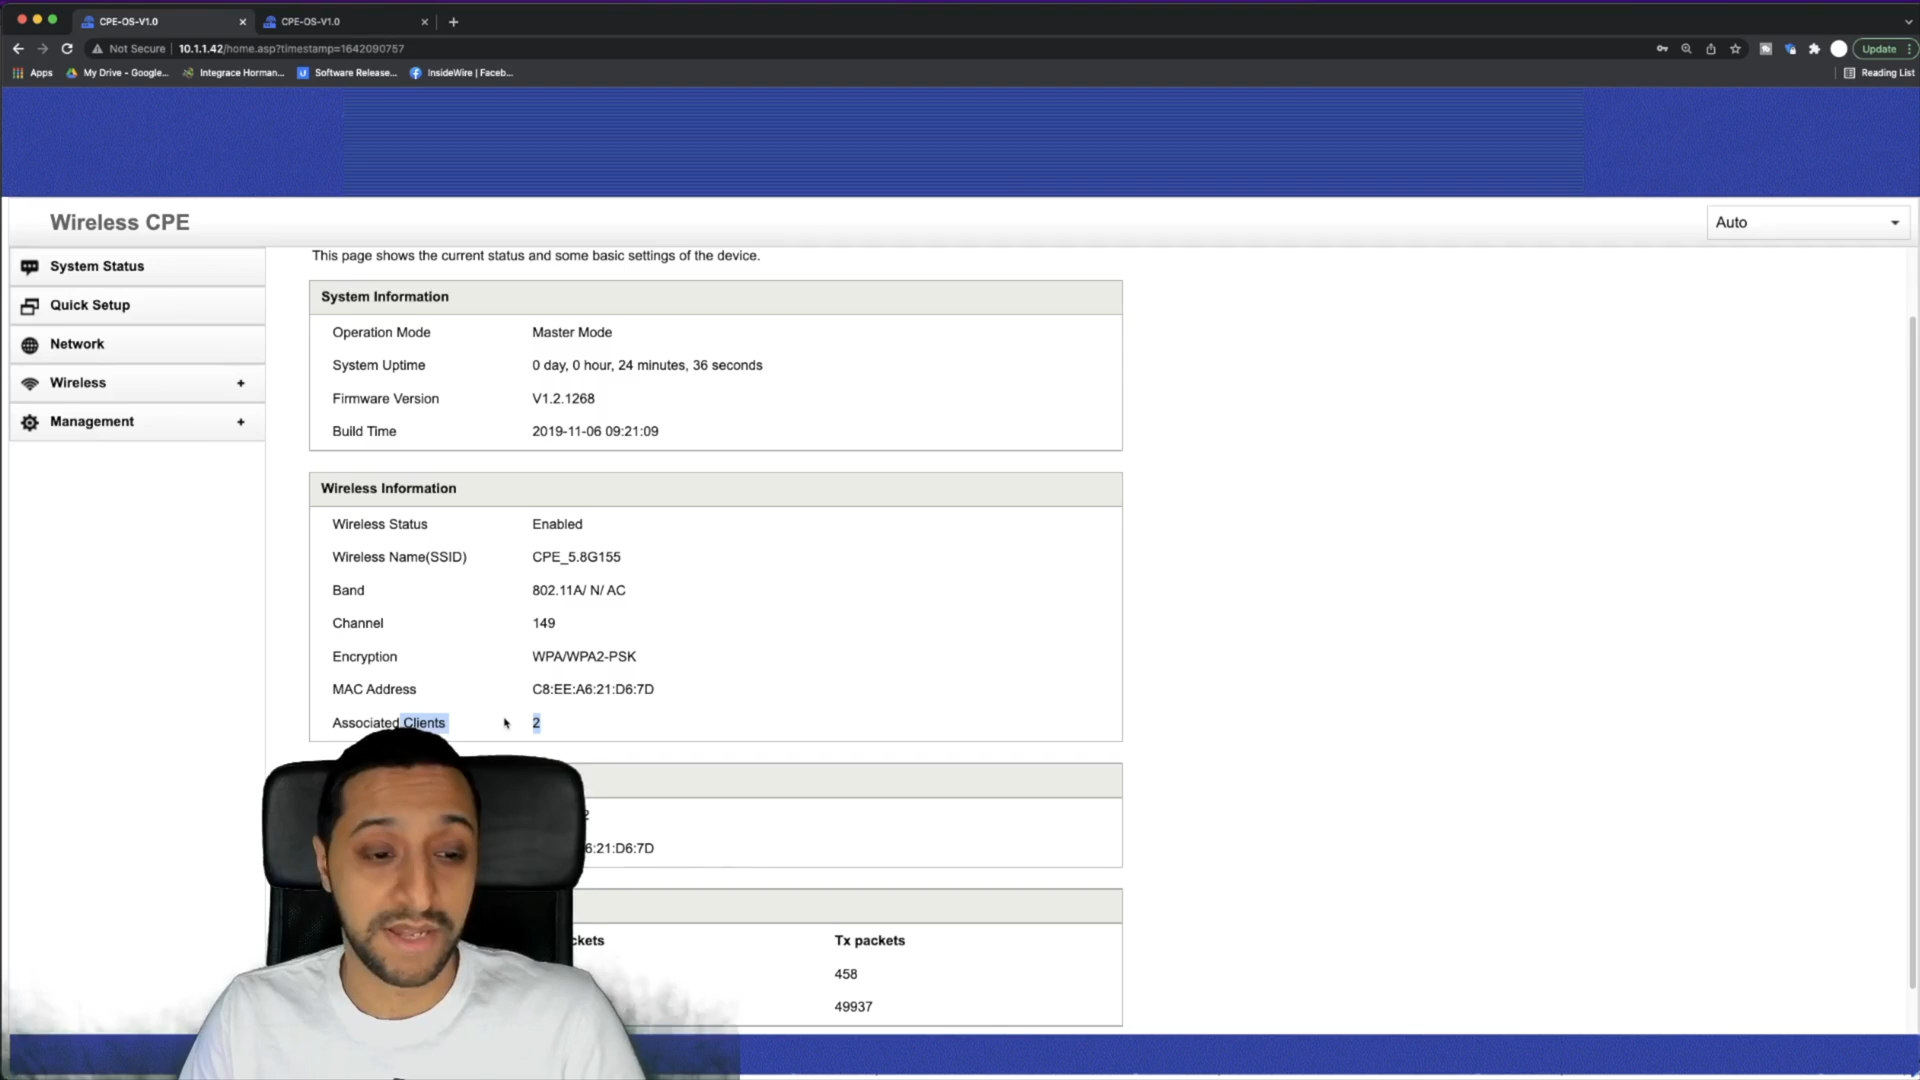 CPE-OS-V1.0
CPE-OS-V1.0
Not Secure 10.1.1.42/home.asp?timestamp=1642090757
Update
Apps My Drive - Google... Integrace Horman... Software Release... InsideWire | Faceb...
Reading List
Wireless CPE
Auto
System Status
Quick Setup
Network
Wireless +
Management +
This page shows the current status and some basic settings of the device.
System Information
Operation Mode Master Mode
System Uptime 0 day, 0 hour, 24 minutes, 36 seconds
Firmware Version V1.2.1268
Build Time 2019-11-06 09:21:09
Wireless Information
Wireless Status Enabled
Wireless Name(SSID) CPE_5.8G155
Band 802.11A/ N/ AC
Channel 149
Encryption WPA/WPA2-PSK
MAC Address C8:EE:A6:21:D6:7D
Associated Clients 2
6:21:D6:7D
ckets Tx packets
458
49937